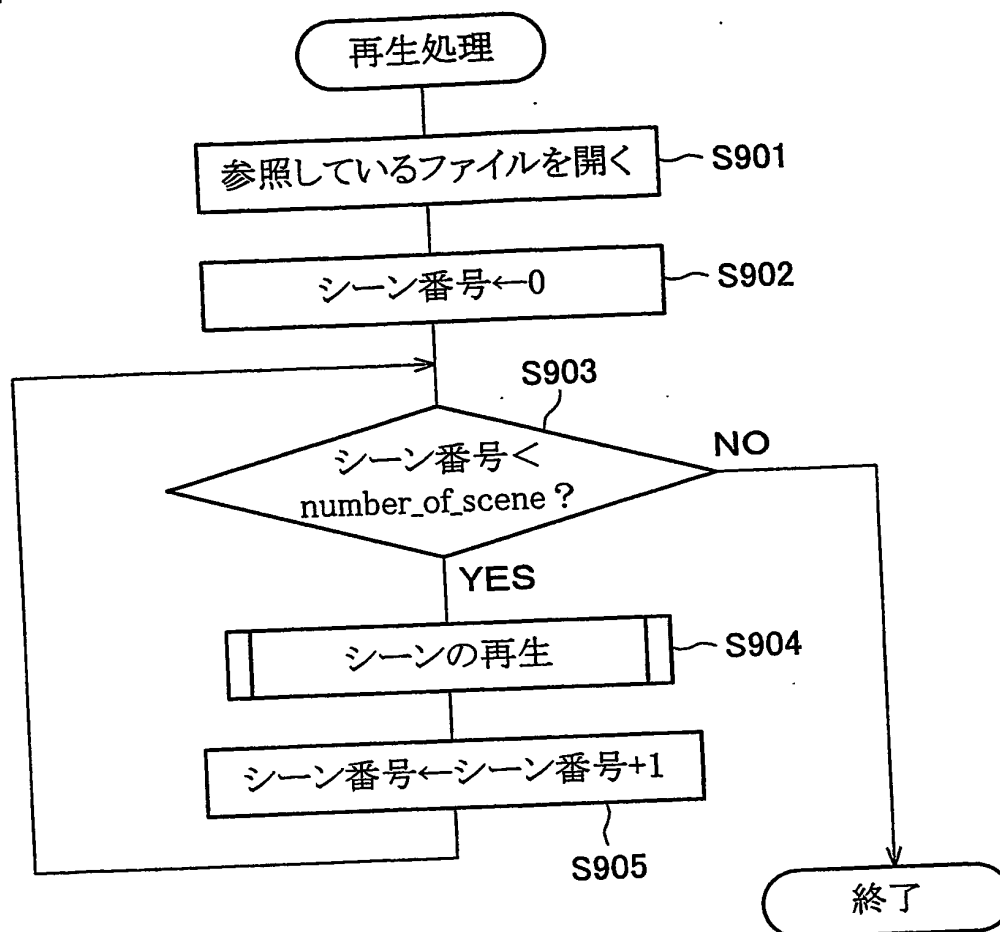 再生処理
参照しているファイルを開く
S901
シーン番号←0
S902
S903
シーン番号<
number_of_scene?
NO
YES
シーンの再生
S904
シーン番号←シーン番号+1
S905
終了